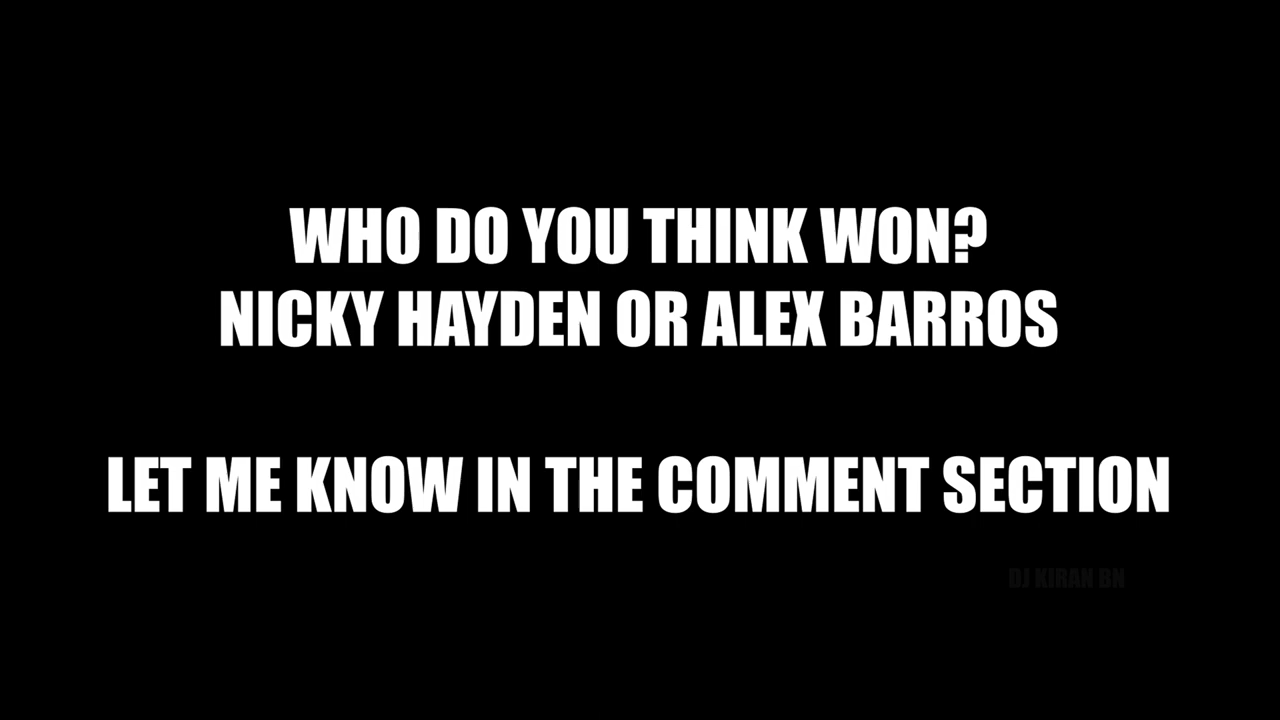 WHO DO YOU THINK WON?
NICKY HAYDEN OR ALEX BARROS
LET ME KNOW IN THE COMMENT SECTION
DJ KIRAN BN